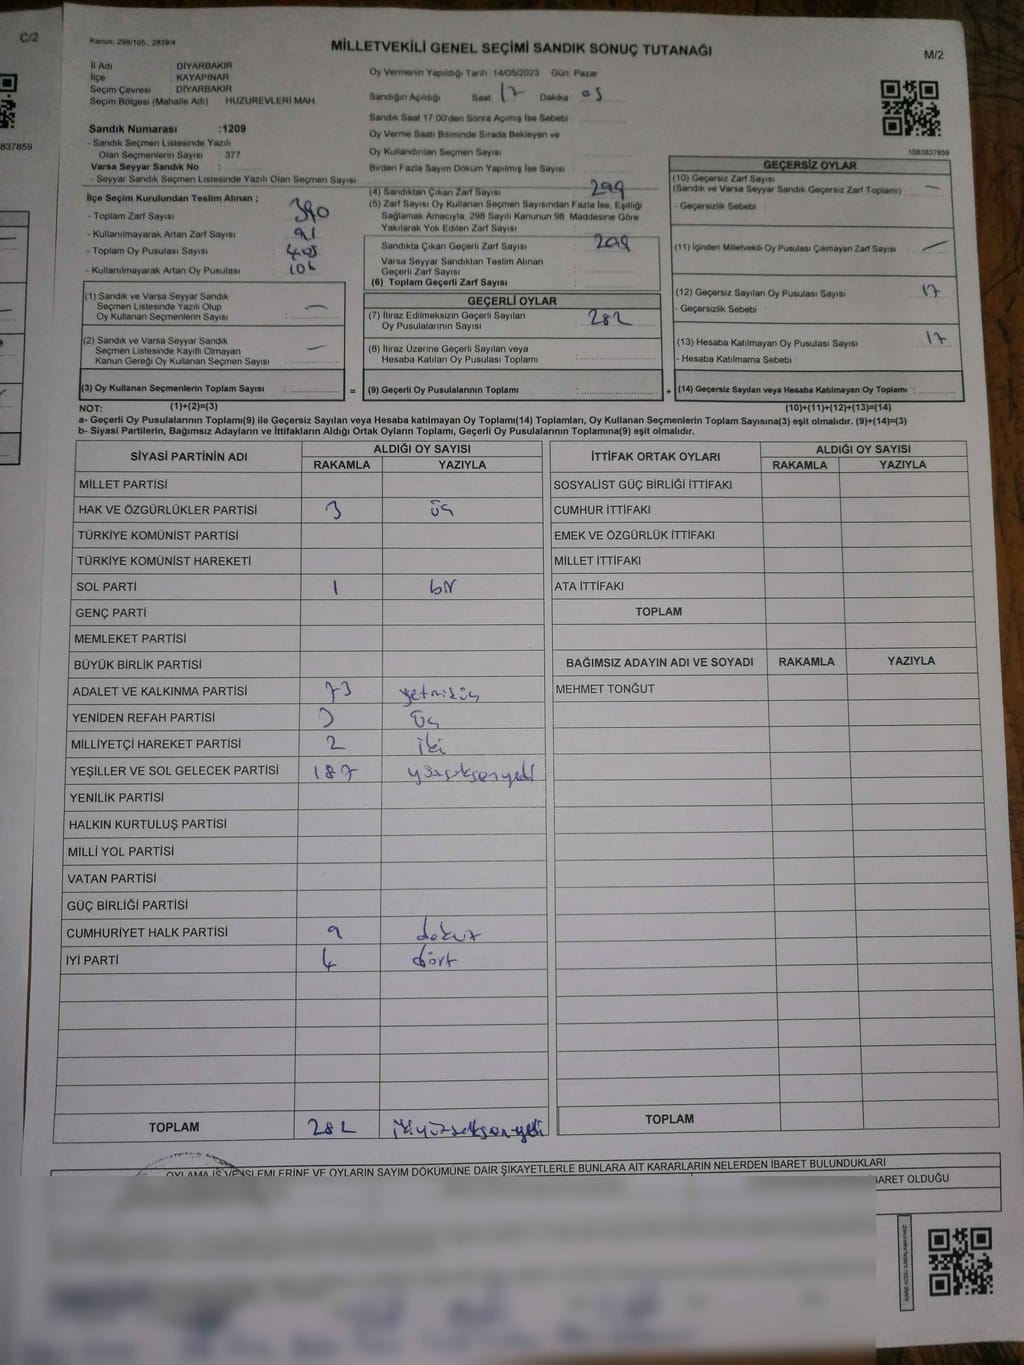 C/2
837859
Kanun: 298/105 , 2839/4
MİLLETVEKİLİ GENEL SEÇİMİ SANDIK SONUÇ TUTANAĞI
M/2
İl Adı : DİYARBAKIR
İlçe : KAYAPINAR
Seçim Çevresi : DİYARBAKIR
Seçim Bölgesi (Mahalle Adı) : HUZUREVLERİ MAH.
Sandık Numarası :1209
- Sandık Seçmen Listesinde Yazılı
Olan Seçmenlerin Sayısı : 377
Varsa Seyyar Sandık No :
- Seyyar Sandık Seçmen Listesinde Yazılı Olan Seçmen Sayısı
İlçe Seçim Kurulundan Teslim Alınan ;
- Toplam Zarf Sayısı : 390
- Kullanılmayarak Artan Zarf Sayısı : 91
- Toplam Oy Pusulası Sayısı :
- Kullanılmayarak Artan Oy Pusulası :
Oy Vermenin Yapıldığı Tarih 14/05/2023 Gün: Pazar
Sandığın Açıldığı Saat 17 Dakika 05
Sandık Saat 17:00'den Sonra Açımış İse Sebebi :
Oy Verme Saati Bitiminde Sırada Bekleyen ve
Oy Kullandırılan Seçmen Sayısı
Birden Fazla Sayım Döküm Yapılmış İse Sayısı :
(4) Sandıktan Çıkan Zarf Sayısı : 299
(5) Zarf Sayısı Oy Kullanan Seçmen Sayısından Fazla İse, Eşitliği
Sağlamak Amacıyla, 298 Sayılı Kanunun 98. Maddesine Göre
Yakılarak Yok Edilen Zarf Sayısı :
Sandıkta Çıkan Geçerli Zarf Sayısı : 299
Varsa Seyyar Sandıktan Teslim Alınan
Geçerli Zarf Sayısı :
(6) Toplam Geçerli Zarf Sayısı :
1083837859
GEÇERSİZ OYLAR
(10) Geçersiz Zarf Sayısı
(Sandık ve Varsa Seyyar Sandık Geçersiz Zarf Toplamı) : —
- Geçersizlik Sebebi :
(11) İçinden Milletvekili Oy Pusulası Çıkmayan Zarf Sayısı : —
(12) Geçersiz Sayılan Oy Pusulası Sayısı : 17
- Geçersizlik Sebebi :
(13) Hesaba Katılmayan Oy Pusulası Sayısı : 17
- Hesaba Katılmama Sebebi :
(1) Sandık ve Varsa Seyyar Sandık
Seçmen Listesinde Yazılı Olup
Oy Kullanan Seçmenlerin Sayısı : —
(2) Sandık ve Varsa Seyyar Sandık
Seçmen Listesinde Kayıtlı Olmayan
Kanun Gereği Oy Kullanan Seçmen Sayısı : —
GEÇERLİ OYLAR
(7) İtiraz Edilmeksizin Geçerli Sayılan
Oy Pusulalarının Sayısı : 282
(8) İtiraz Üzerine Geçerli Sayılan veya
Hesaba Katılan Oy Pusulası Toplamı :
(3) Oy Kullanan Seçmenlerin Toplam Sayısı : = (9) Geçerli Oy Pusulalarının Toplamı : + (14) Geçersiz Sayılan veya Hesaba Katılmayan Oy Toplamı :
NOT: (1)+(2)=(3) (10)+(11)+(12)+(13)=(14)
a- Geçerli Oy Pusulalarının Toplamı(9) ile Geçersiz Sayılan veya Hesaba katılmayan Oy Toplamı(14) Toplamları, Oy Kullanan Seçmenlerin Toplam Sayısına(3) eşit olmalıdır. (9)+(14)=(3)
b- Siyasi Partilerin, Bağımsız Adayların ve İttifakların Aldığı Ortak Oyların Toplamı, Geçerli Oy Pusulalarının Toplamına(9) eşit olmalıdır.
SİYASİ PARTİNİN ADI ALDIĞI OY SAYISI
RAKAMLA YAZIYLA
MİLLET PARTİSİ
HAK VE ÖZGÜRLÜKLER PARTİSİ 3 üç
TÜRKİYE KOMÜNİST PARTİSİ
TÜRKİYE KOMÜNİST HAREKETİ
SOL PARTİ 1 bir
GENÇ PARTİ
MEMLEKET PARTİSİ
BÜYÜK BİRLİK PARTİSİ
ADALET VE KALKINMA PARTİSİ 73 yetmişüç
YENİDEN REFAH PARTİSİ 3 üç
MİLLİYETÇİ HAREKET PARTİSİ 2 iki
YEŞİLLER VE SOL GELECEK PARTİSİ 187 yüzseksenyedi
YENİLİK PARTİSİ
HALKIN KURTULUŞ PARTİSİ
MİLLİ YOL PARTİSİ
VATAN PARTİSİ
GÜÇ BİRLİĞİ PARTİSİ
CUMHURİYET HALK PARTİSİ 9 dokuz
İYİ PARTİ 4 dört
TOPLAM 282 ikiyüzseksenyedi
İTTİFAK ORTAK OYLARI ALDIĞI OY SAYISI
RAKAMLA YAZIYLA
SOSYALİST GÜÇ BİRLİĞİ İTTİFAKI
CUMHUR İTTİFAKI
EMEK VE ÖZGÜRLÜK İTTİFAKI
MİLLET İTTİFAKI
ATA İTTİFAKI
TOPLAM
BAĞIMSIZ ADAYIN ADI VE SOYADI RAKAMLA YAZIYLA
MEHMET TONĞUT
TOPLAM
OYLAMA İŞ VE İŞLEMLERİNE VE OYLARIN SAYIM DÖKÜMÜNE DAİR ŞİKAYETLERLE BUNLARA AİT KARARLARIN NELERDEN İBARET BULUNDUKLARI
İBARET OLDUĞU